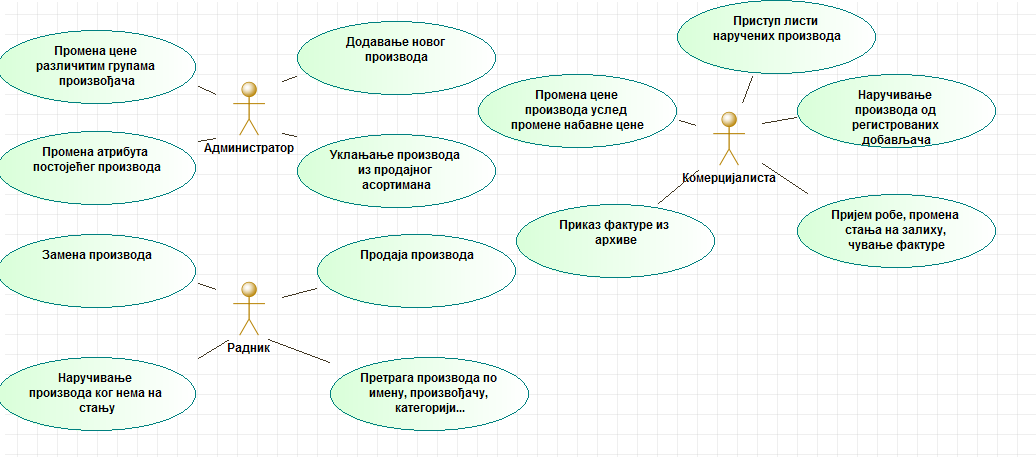 Промена цене
различитим групама
произвођача
Додавање новог
производа
Администратор
Промена атрибута
постојећег производа
Уклањање производа
из продајног
асортимана
Приступ листи
наручених производа
Промена цене
производа услед
промене набавне цене
Наручивање
производа од
регистрованих
добављача
Комерцијалиста
Приказ фактуре из
архиве
Пријем робе, промена
стања на залиху,
чување фактуре
Замена производа
Продаја производа
Радник
Наручивање
производа ког нема на
стању
Претрага производа по
имену, произвођачу,
категорији...